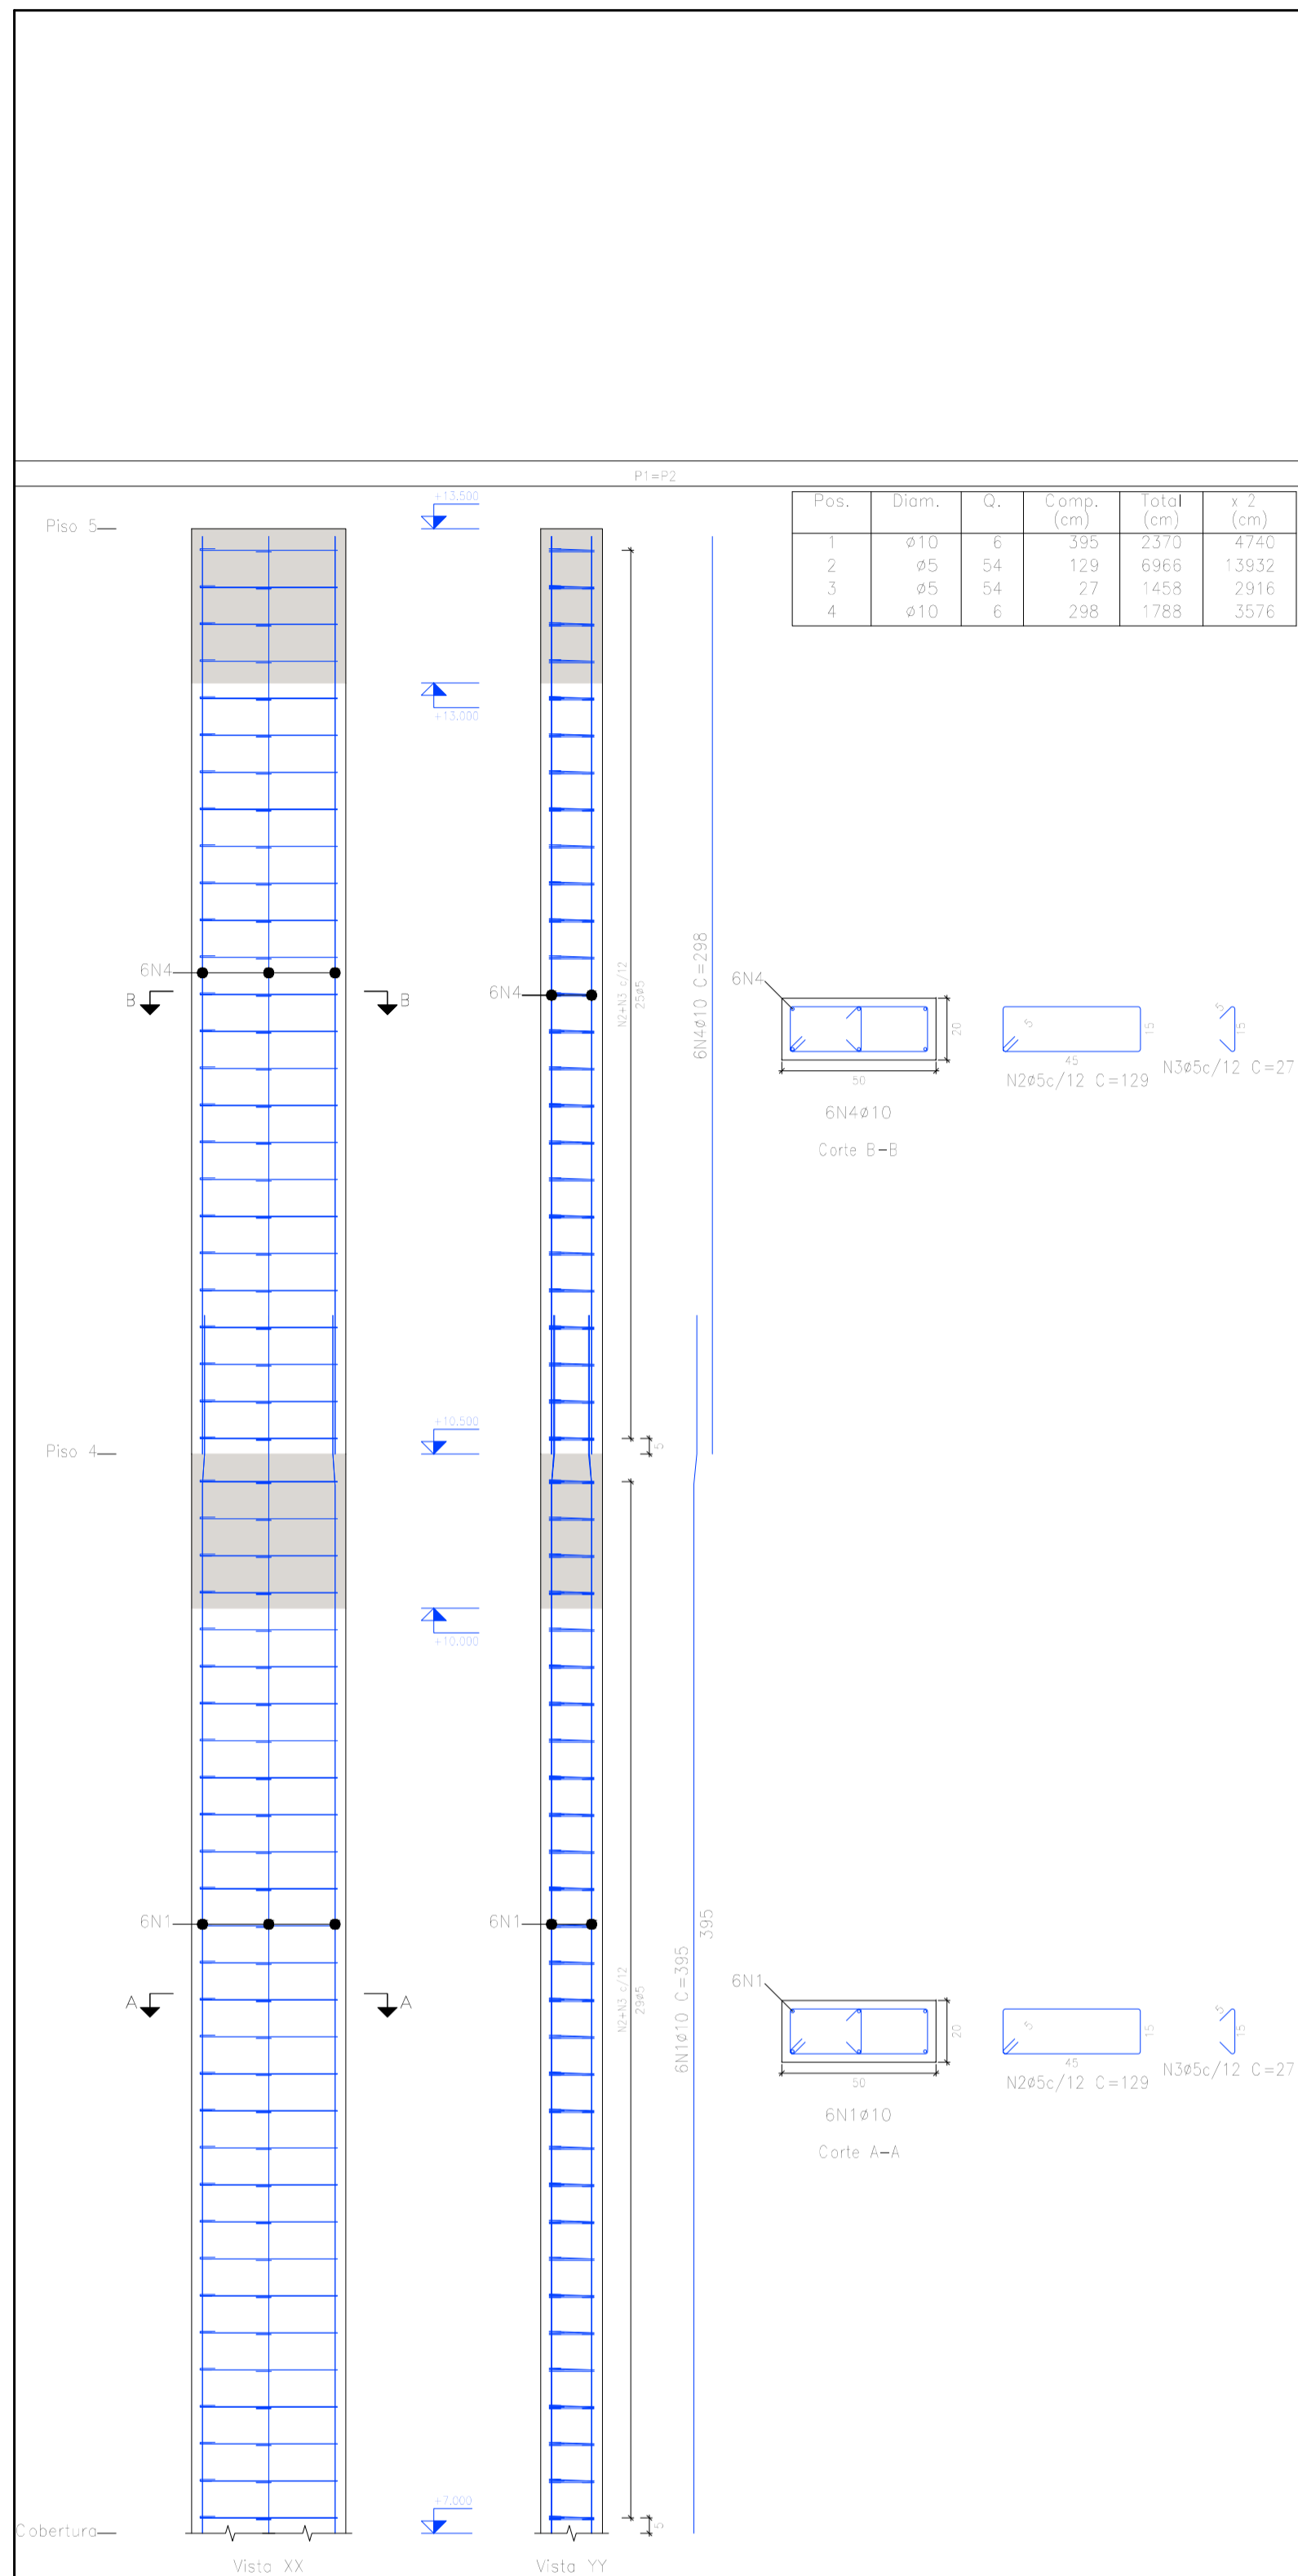 P1=P2
Piso 5
+13.500
Pos. Diam. Q. Comp. (cm) Total (cm) x 2 (cm)
1 ø10 6 395 2370 4740
2 ø5 54 129 6966 13932
3 ø5 54 27 1458 2916
4 ø10 6 298 1788 3576
+13.000
6N4
B
B
6N4
N2+N3 c/12
25ø5
6N4ø10 C=298
6N4
20
50
6N4ø10
Corte B-B
5
15
45
N2ø5c/12 C=129
5
15
N3ø5c/12 C=27
Piso 4
+10.500
5
+10.000
6N1
A
A
6N1
N2+N3 c/12
29ø5
6N1ø10 C=395
395
6N1
20
50
6N1ø10
Corte A-A
5
15
45
N2ø5c/12 C=129
5
15
N3ø5c/12 C=27
Cobertura
+7.000
5
Vista XX
Vista YY